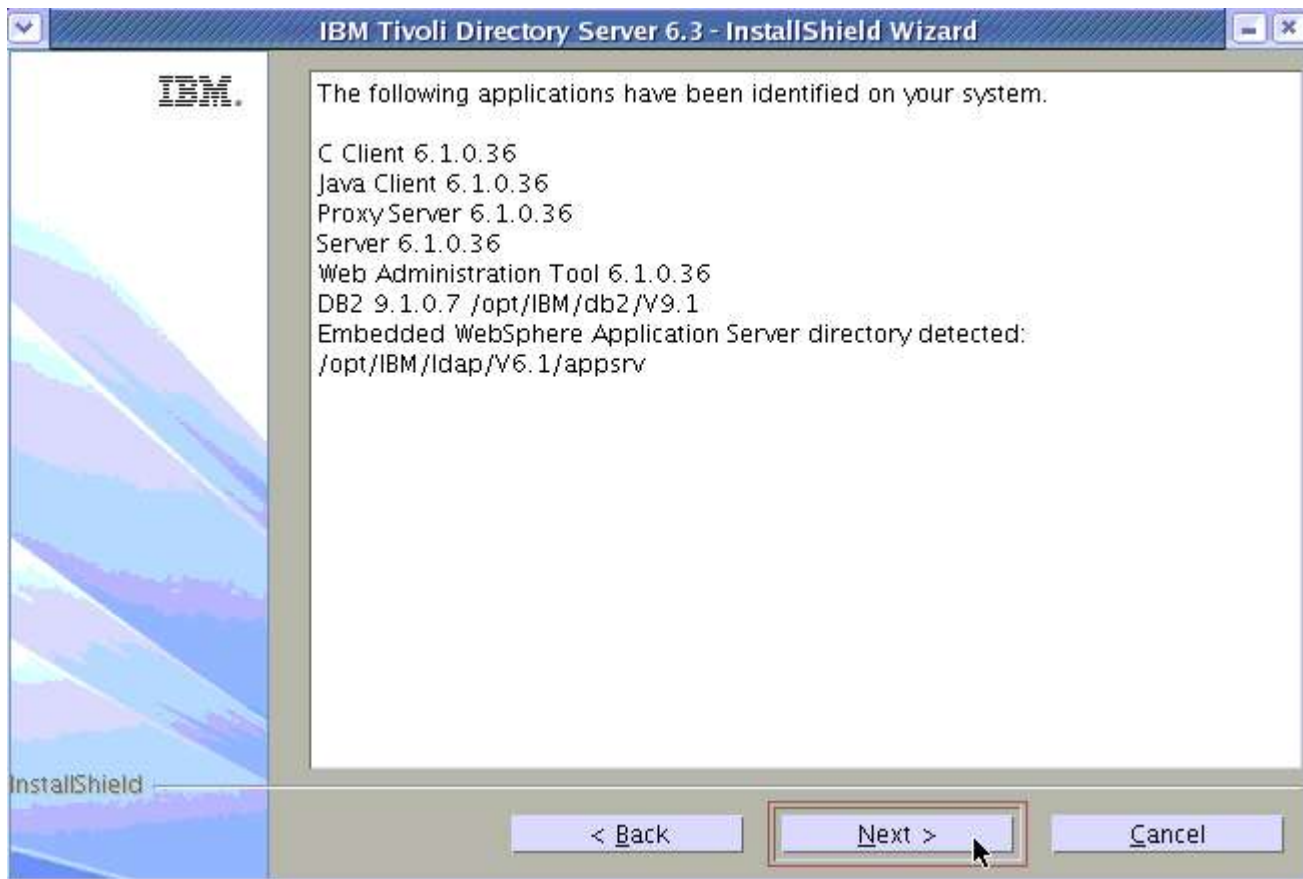 IBM Tivoli Directory Server 6.3 - InstallShield Wizard
IBM.
The following applications have been identified on your system.
C Client 6.1.0.36
Java Client 6.1.0.36
Proxy Server 6.1.0.36
Server 6.1.0.36
Web Administration Tool 6.1.0.36
DB2 9.1.0.7 /opt/IBM/db2/V9.1
Embedded WebSphere Application Server directory detected:
/opt/IBM/ldap/V6.1/appsrv
InstallShield
< Back
Next >
Cancel